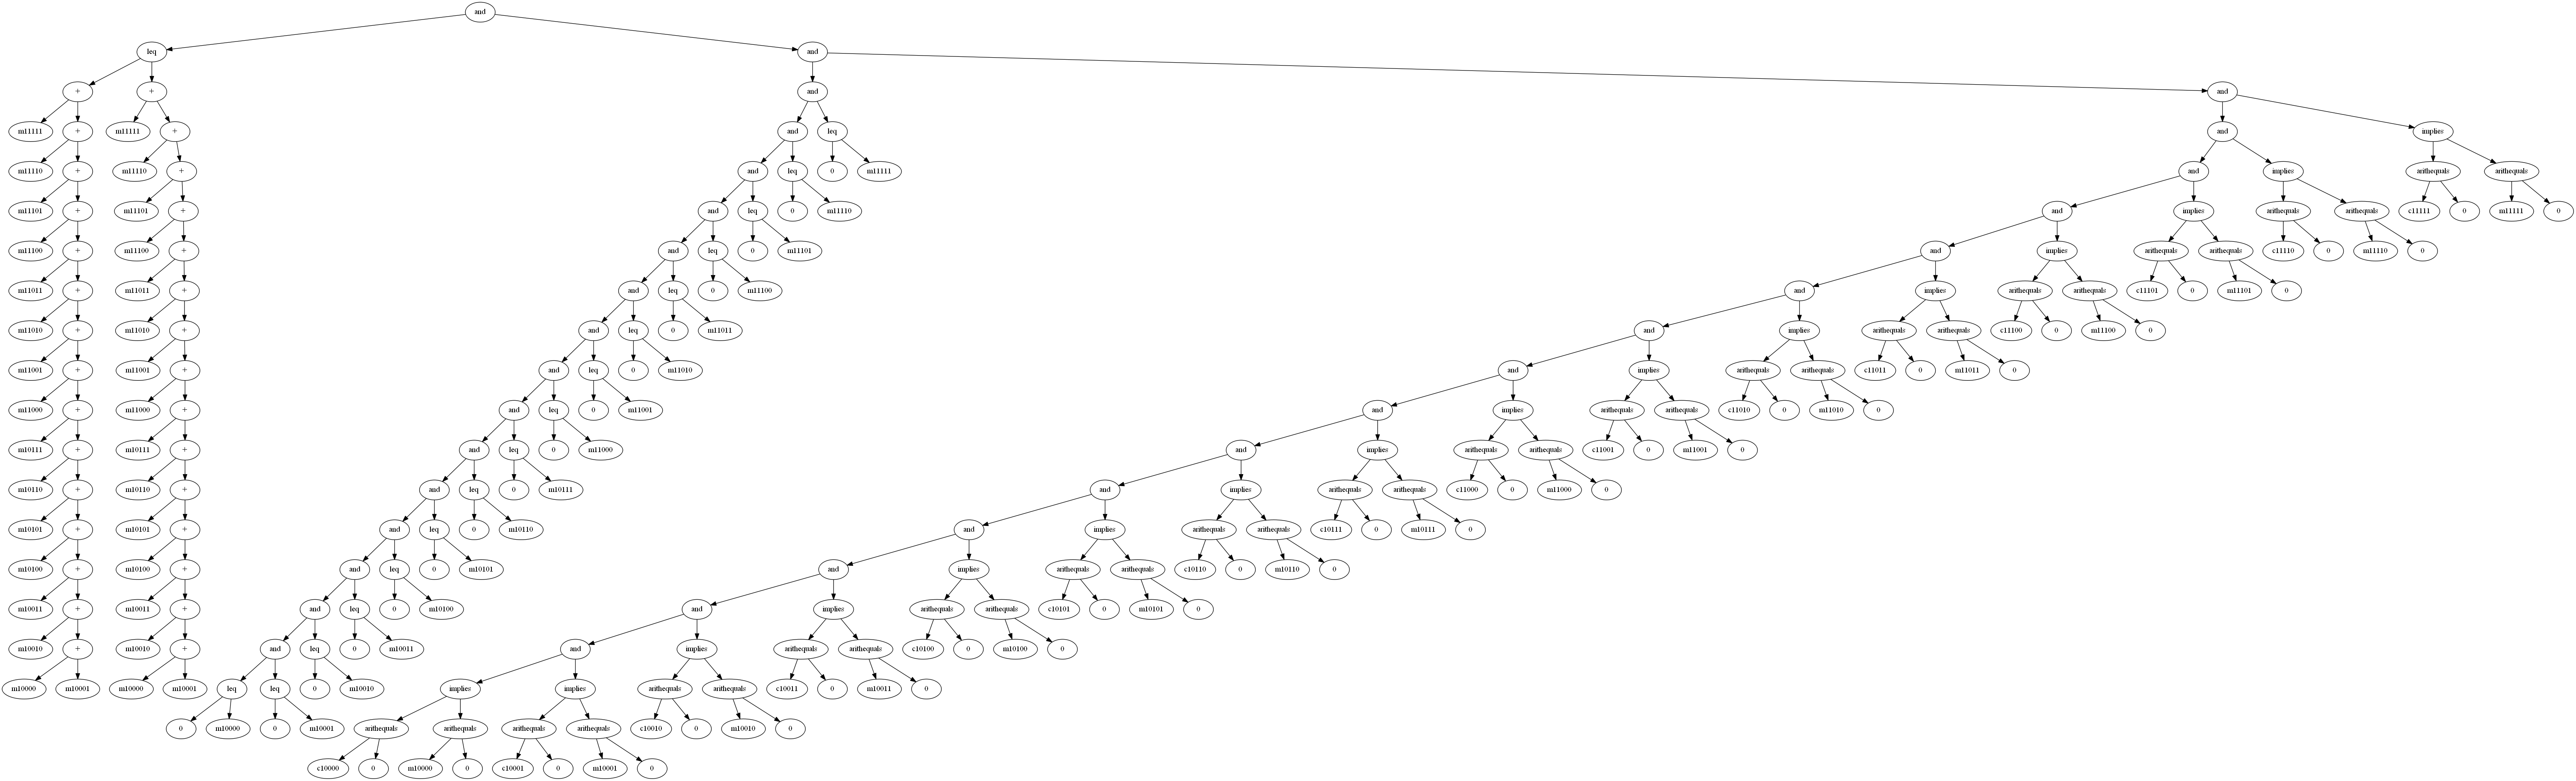 and
leq and
+ + and and
m11111 + m11111 + and leq and implies
m11110 + m11110 + and leq 0 m11111 and implies arithequals arithequals
m11101 + m11101 + and leq 0 m11110 and implies arithequals arithequals c11111 0 m11111 0
m11100 + m11100 + and leq 0 m11101 and implies arithequals arithequals c11110 0 m11110 0
m11011 + m11011 + and leq 0 m11100 and implies arithequals arithequals c11101 0 m11101 0
m11010 + m11010 + and leq 0 m11011 and implies arithequals arithequals c11100 0 m11100 0
m11001 + m11001 + and leq 0 m11010 and implies arithequals arithequals c11011 0 m11011 0
m11000 + m11000 + and leq 0 m11001 and implies arithequals arithequals c11010 0 m11010 0
m10111 + m10111 + and leq 0 m11000 and implies arithequals arithequals c11001 0 m11001 0
m10110 + m10110 + and leq 0 m10111 and implies arithequals arithequals c11000 0 m11000 0
m10101 + m10101 + and leq 0 m10110 and implies arithequals arithequals c10111 0 m10111 0
m10100 + m10100 + and leq 0 m10101 and implies arithequals arithequals c10110 0 m10110 0
m10011 + m10011 + and leq 0 m10100 and implies arithequals arithequals c10101 0 m10101 0
m10010 + m10010 + and leq 0 m10011 and implies arithequals arithequals c10100 0 m10100 0
m10000 m10001 m10000 m10001 leq leq 0 m10010 implies implies arithequals arithequals c10011 0 m10011 0
0 m10000 0 m10001 arithequals arithequals arithequals arithequals c10010 0 m10010 0
c10000 0 m10000 0 c10001 0 m10001 0